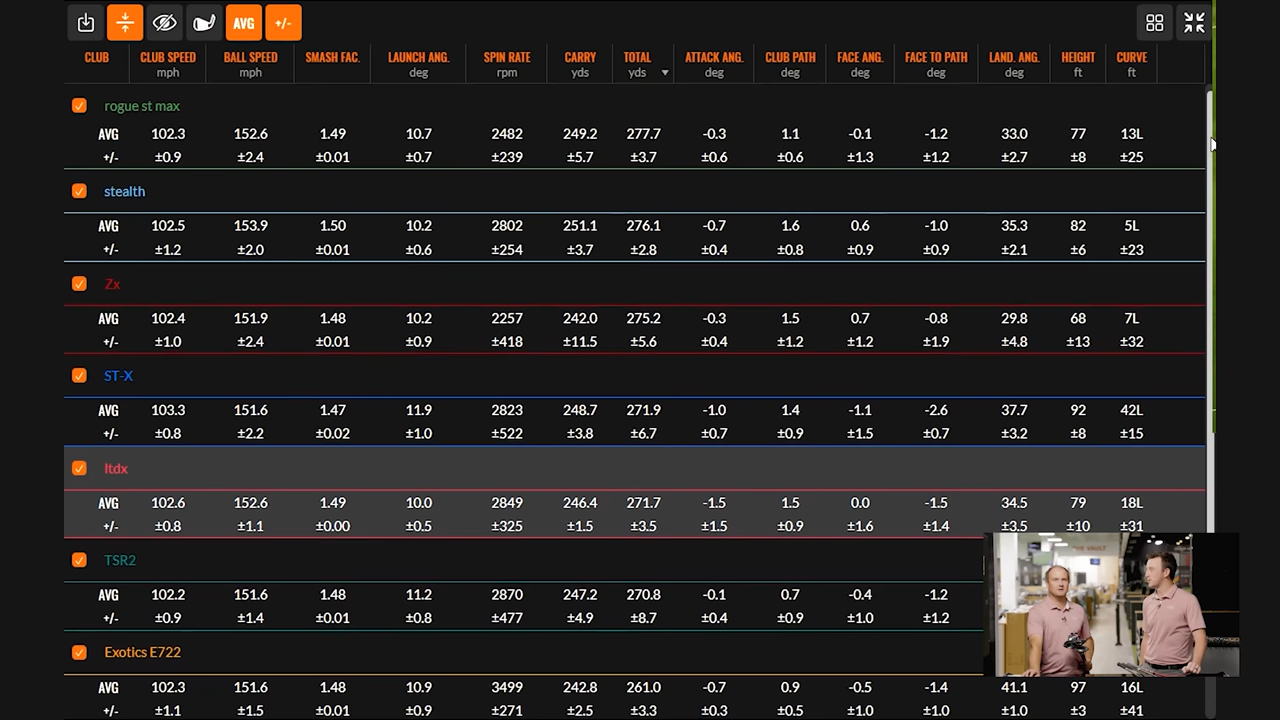 AVG +/-
CLUB CLUB SPEED BALL SPEED SMASH FAC. LAUNCH ANG. SPIN RATE CARRY TOTAL ATTACK ANG. CLUB PATH FACE ANG. FACE TO PATH LAND. ANG. HEIGHT CURVE
mph mph deg rpm yds yds deg deg deg deg deg ft ft
rogue st max
AVG 102.3 152.6 1.49 10.7 2482 249.2 277.7 -0.3 1.1 -0.1 -1.2 33.0 77 13L
+/- ±0.9 ±2.4 ±0.01 ±0.7 ±239 ±5.7 ±3.7 ±0.6 ±0.6 ±1.3 ±1.2 ±2.7 ±8 ±25
stealth
AVG 102.5 153.9 1.50 10.2 2802 251.1 276.1 -0.7 1.6 0.6 -1.0 35.3 82 5L
+/- ±1.2 ±2.0 ±0.01 ±0.6 ±254 ±3.7 ±2.8 ±0.4 ±0.8 ±0.9 ±0.9 ±2.1 ±6 ±23
Zx
AVG 102.4 151.9 1.48 10.2 2257 242.0 275.2 -0.3 1.5 0.7 -0.8 29.8 68 7L
+/- ±1.0 ±2.4 ±0.01 ±0.9 ±418 ±11.5 ±5.6 ±0.4 ±1.2 ±1.2 ±1.9 ±4.8 ±13 ±32
ST-X
AVG 103.3 151.6 1.47 11.9 2823 248.7 271.9 -1.0 1.4 -1.1 -2.6 37.7 92 42L
+/- ±0.8 ±2.2 ±0.02 ±1.0 ±522 ±3.8 ±6.7 ±0.7 ±0.9 ±1.5 ±0.7 ±3.2 ±8 ±15
ltdx
AVG 102.6 152.6 1.49 10.0 2849 246.4 271.7 -1.5 1.5 0.0 -1.5 34.5 79 18L
+/- ±0.8 ±1.1 ±0.00 ±0.5 ±325 ±1.5 ±3.5 ±1.5 ±0.9 ±1.6 ±1.4 ±3.5 ±10 ±31
TSR2
AVG 102.2 151.6 1.48 11.2 2870 247.2 270.8 -0.1 0.7 -0.4 -1.2
+/- ±0.9 ±1.4 ±0.01 ±0.8 ±477 ±4.9 ±8.7 ±0.4 ±0.9 ±1.0 ±1.2
Exotics E722
AVG 102.3 151.6 1.48 10.9 3499 242.8 261.0 -0.7 0.9 -0.5 -1.4 41.1 97 16L
+/- ±1.1 ±1.5 ±0.01 ±0.9 ±271 ±2.5 ±3.3 ±0.3 ±0.5 ±1.0 ±1.0 ±1.0 ±3 ±41